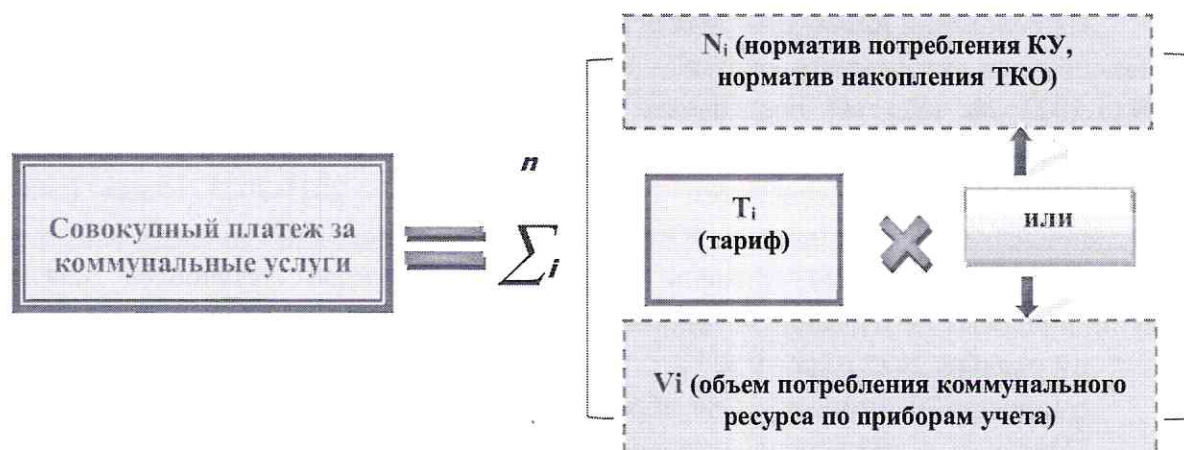 Nᵢ (норматив потребления КУ,
норматив накопления ТКО)
n
Совокупный платеж за
коммунальные услуги
=
∑i
Tᵢ
(тариф)
×
или
Vi (объем потребления коммунального
ресурса по приборам учета)